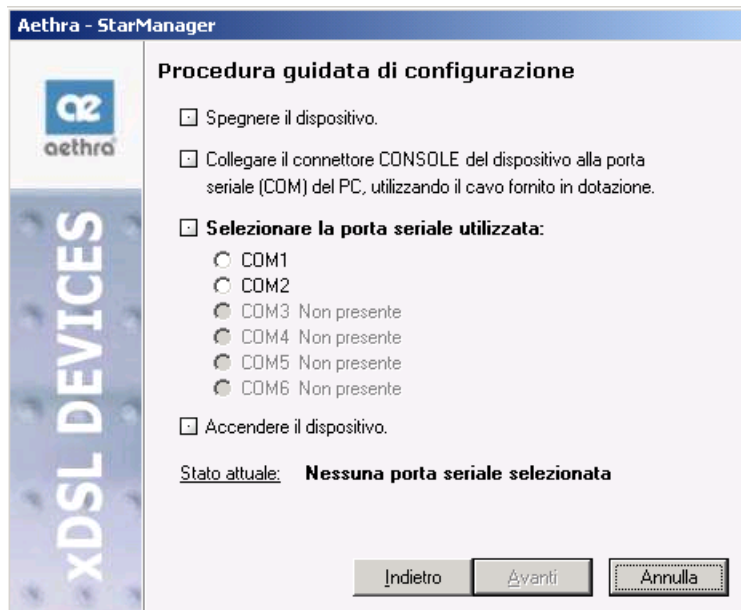 Aethra - StarManager
Procedura guidata di configurazione
ae
aethra
Spegnere il dispositivo.
Collegare il connettore CONSOLE del dispositivo alla porta
seriale (COM) del PC, utilizzando il cavo fornito in dotazione.
Selezionare la porta seriale utilizzata:
COM1
COM2
COM3 Non presente
COM4 Non presente
COM5 Non presente
COM6 Non presente
Accendere il dispositivo.
Stato attuale: Nessuna porta seriale selezionata
xDSL DEVICES
Indietro Avanti Annulla